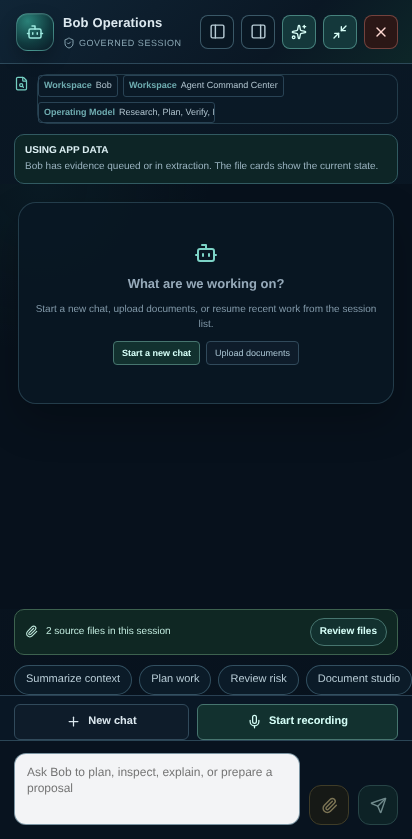 Bob Operations
GOVERNED SESSION
Workspace Bob
Workspace Agent Command Center
Operating Model Research, Plan, Verify,
USING APP DATA
Bob has evidence queued or in extraction. The file cards show the current state.
What are we working on?
Start a new chat, upload documents, or resume recent work from the session
list.
Start a new chat
Upload documents
2 source files in this session
Review files
Summarize context
Plan work
Review risk
Document studio
New chat
Start recording
Ask Bob to plan, inspect, explain, or prepare a
proposal